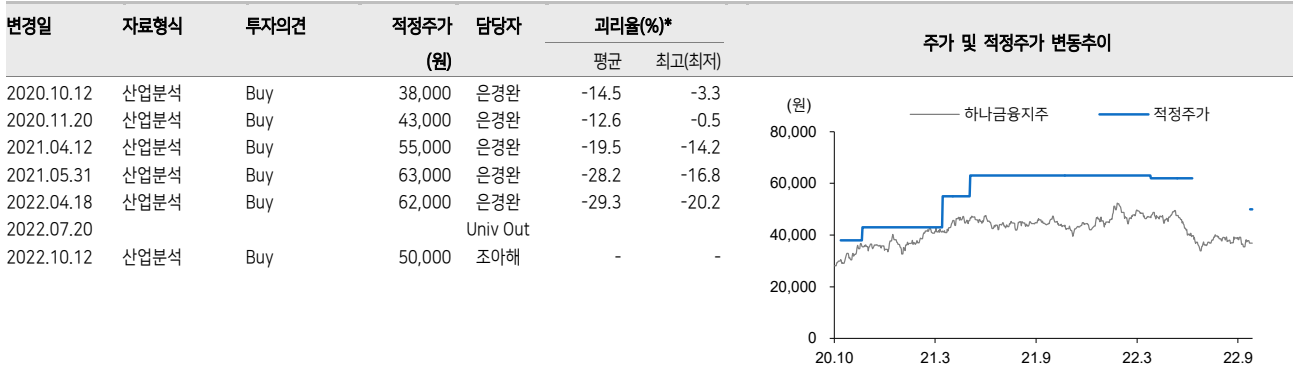 변경일 자료형식 투자의견 적정주가 담당자 괴리율(%)* 주가 및 적정주가 변동추이
(원) 평균 최고(최저)
2020.10.12 산업분석 Buy 38,000 은경완 -14.5 -3.3
2020.11.20 산업분석 Buy 43,000 은경완 -12.6 -0.5
2021.04.12 산업분석 Buy 55,000 은경완 -19.5 -14.2
2021.05.31 산업분석 Buy 63,000 은경완 -28.2 -16.8
2022.04.18 산업분석 Buy 62,000 은경완 -29.3 -20.2
2022.07.20 Univ Out
2022.10.12 산업분석 Buy 50,000 조아해 - -
(원)
하나금융지주 적정주가
80,000
60,000
40,000
20,000
0
20.10 21.3 21.9 22.3 22.9